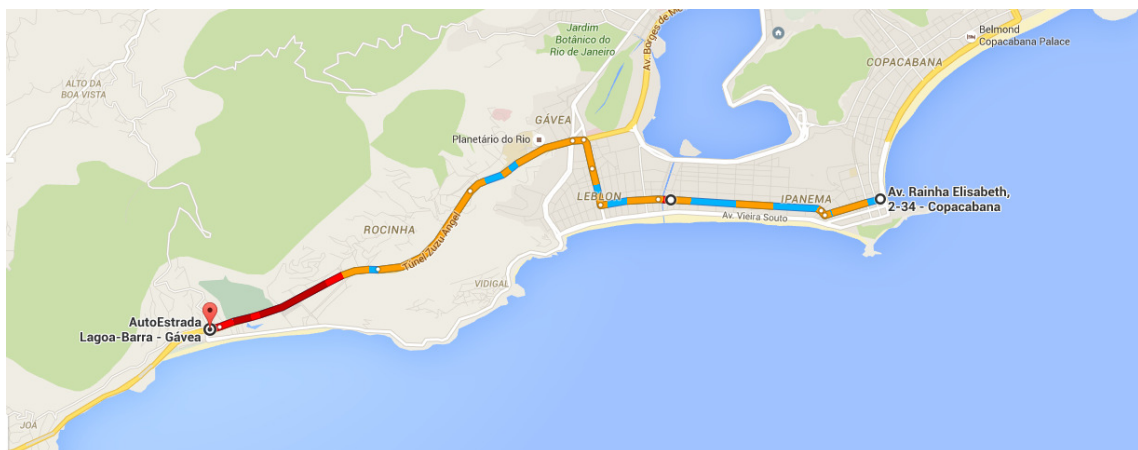 Jardim
Botânico do
Rio de Janeiro
Av. Borges de Me
Belmond
Copacabana Palace
COPACABANA
ALTO DA
BOA VISTA
GÁVEA
Planetário do Rio
LEBLON
IPANEMA
Av. Rainha Elisabeth,
2-34 - Copacabana
Av. Vieira Souto
ROCINHA
Túnel Zuzu Angel
VIDIGAL
AutoEstrada
Lagoa-Barra - Gávea
JOÁ